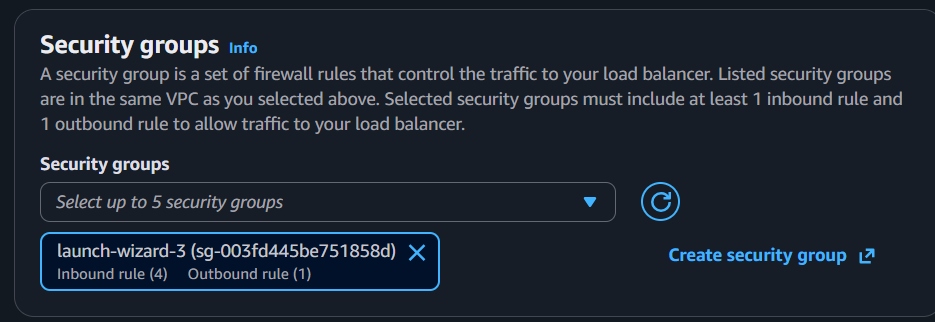 Security groups Info
A security group is a set of firewall rules that control the traffic to your load balancer. Listed security groups
are in the same VPC as you selected above. Selected security groups must include at least 1 inbound rule and
1 outbound rule to allow traffic to your load balancer.
Security groups
Select up to 5 security groups
launch-wizard-3 (sg-003fd445be751858d)
Inbound rule (4) Outbound rule (1)
Create security group